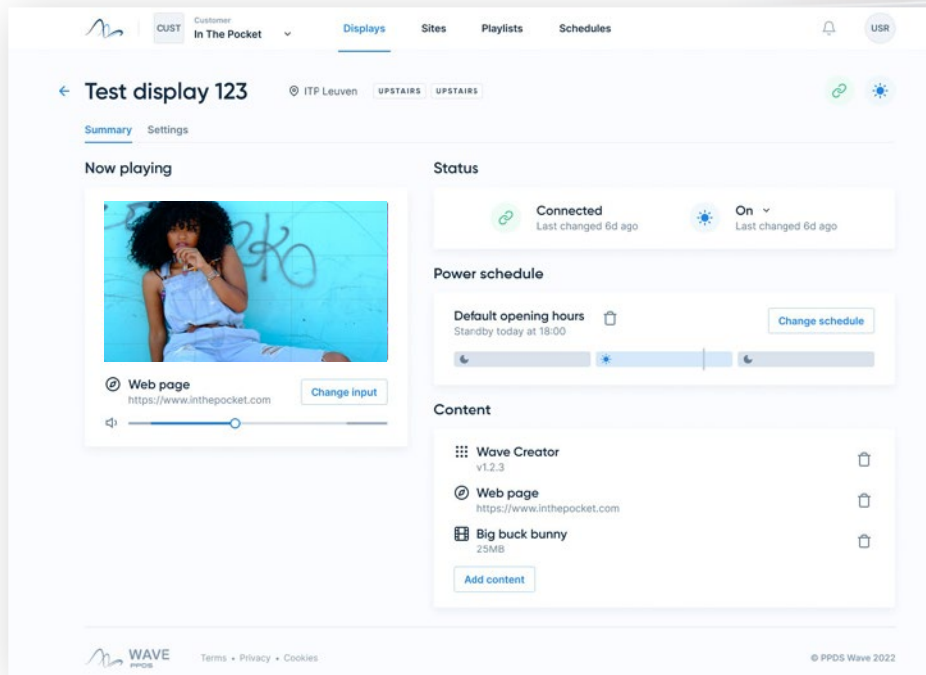 CUST
Customer
In The Pocket
Displays
Sites
Playlists
Schedules
USR
Test display 123
ITP Leuven
UPSTAIRS
UPSTAIRS
Summary
Settings
Now playing
Web page
https://www.inthepocket.com
Change input
Status
Connected
Last changed 6d ago
On
Last changed 6d ago
Power schedule
Default opening hours
Standby today at 18:00
Change schedule
Content
Wave Creator
v1.2.3
Web page
https://www.inthepocket.com
Big buck bunny
25MB
Add content
WAVE
PPDS
Terms • Privacy • Cookies
© PPDS Wave 2022